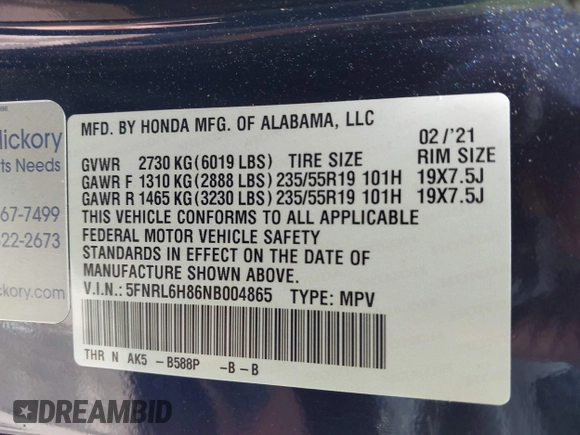 Hickory
ts Needs
67-7499
322-2673
ckory.com
MFD. BY HONDA MFG. OF ALABAMA, LLC
02/'21
GVWR 2730 KG (6019 LBS) TIRE SIZE RIM SIZE
GAWR F 1310 KG (2888 LBS) 235/55R19 101H 19X7.5J
GAWR R 1465 KG (3230 LBS) 235/55R19 101H 19X7.5J
THIS VEHICLE CONFORMS TO ALL APPLICABLE
FEDERAL MOTOR VEHICLE SAFETY
STANDARDS IN EFFECT ON THE DATE OF
MANUFACTURE SHOWN ABOVE.
V.I.N.: 5FNRL6H86NB004865 TYPE: MPV
THR N AK5 -B588P -B-B
DREAMBID